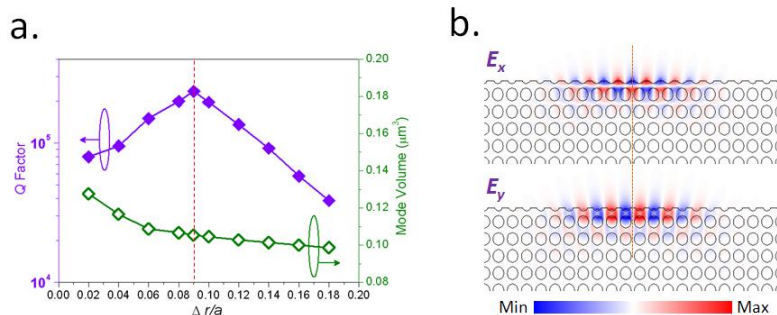 a.
b.
10⁵
10⁴
Q Factor
0.20
0.18
0.16
0.14
0.12
0.10
0.08
Mode Volume (μm³)
0.00 0.02 0.04 0.06 0.08 0.10 0.12 0.14 0.16 0.18 0.20
Δ r/a
Eₓ
Eᵧ
Min Max